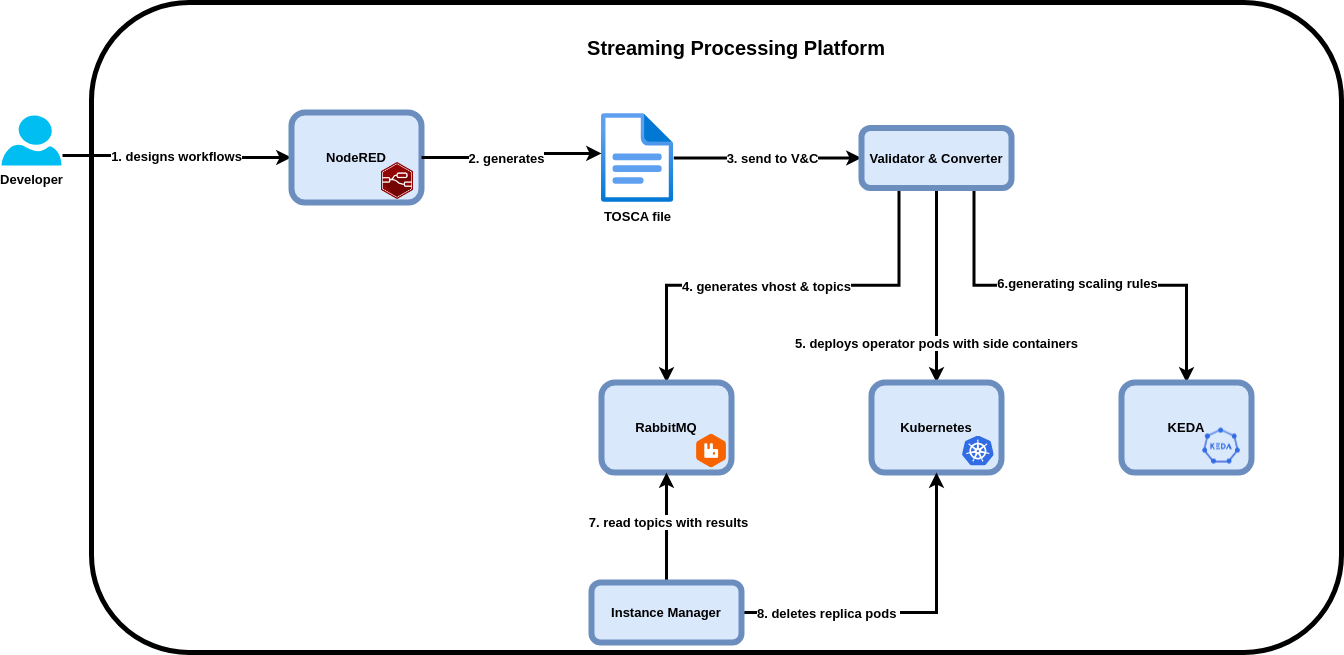 Streaming Processing Platform
Developer
1. designs workflows
NodeRED
2. generates
TOSCA file
3. send to V&C
Validator & Converter
4. generates vhost & topics
6.generating scaling rules
5. deploys operator pods with side containers
RabbitMQ
Kubernetes
KEDA
KEDA
7. read topics with results
Instance Manager
8. deletes replica pods